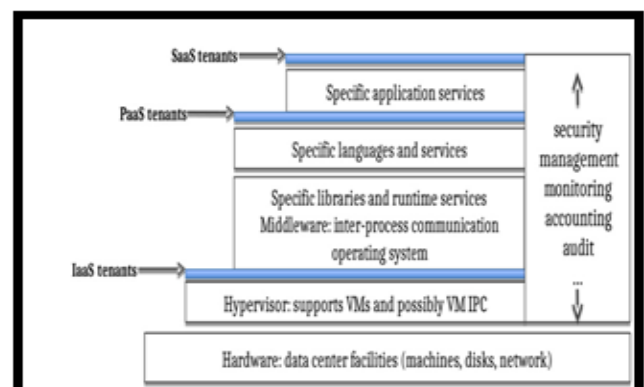 SaaS tenants
Specific application services
PaaS tenants
Specific languages and services
Specific libraries and runtime services
Middleware: inter-process communication
operating system
IaaS tenants
Hypervisor: supports VMs and possibly VM IPC
security
management
monitoring
accounting
audit
...
Hardware: data center facilities (machines, disks, network)